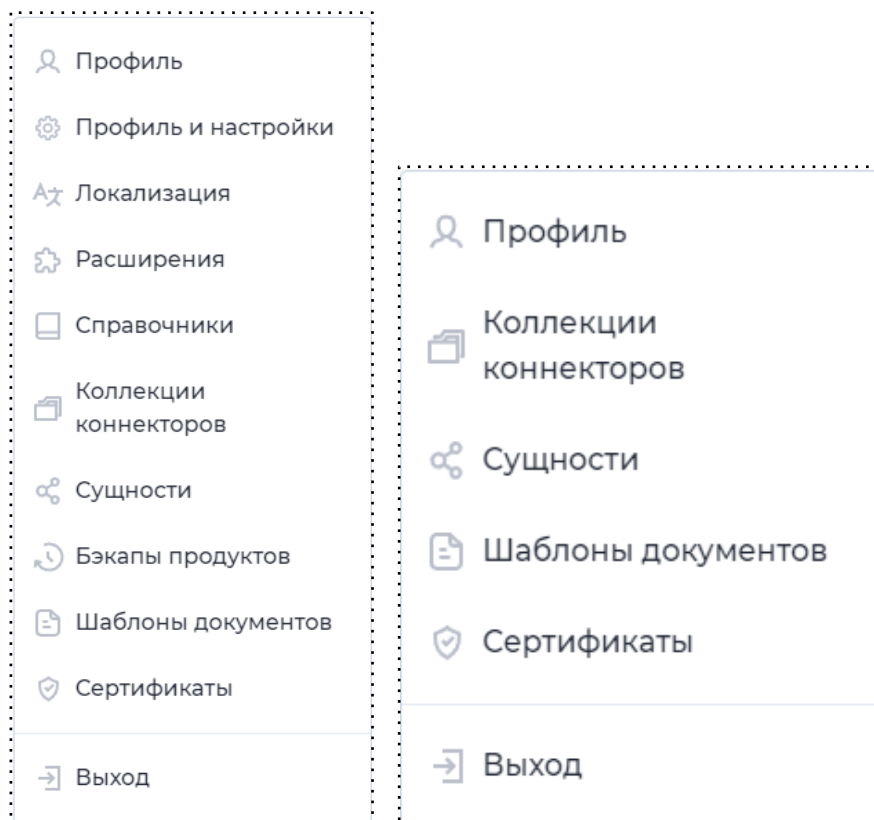 Профиль
Профиль и настройки
Локализация
Расширения
Справочники
Коллекции
коннекторов
Сущности
Бэкапы продуктов
Шаблоны документов
Сертификаты
Выход
Профиль
Коллекции
коннекторов
Сущности
Шаблоны документов
Сертификаты
Выход